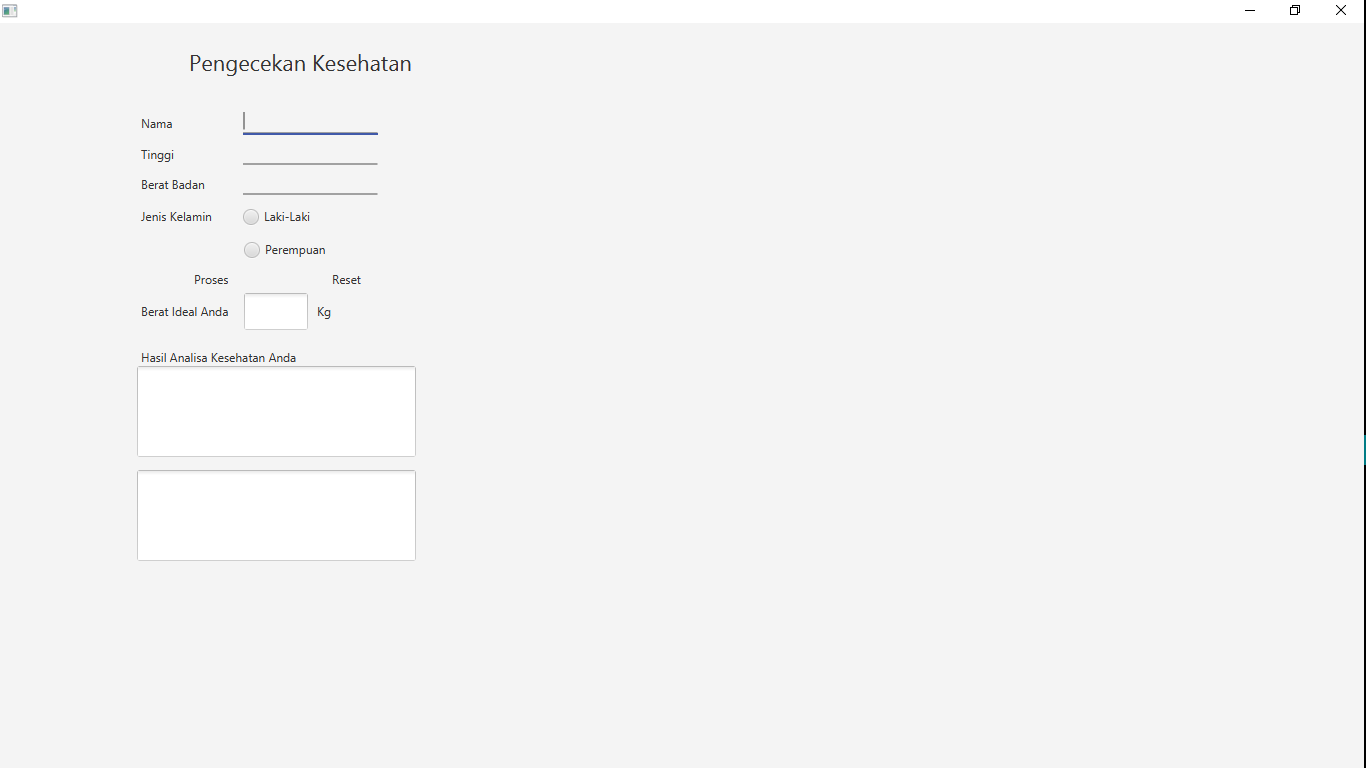 Pengecekan Kesehatan
Nama
Tinggi
Berat Badan
Jenis Kelamin Laki-Laki
Perempuan
Proses Reset
Berat Ideal Anda Kg
Hasil Analisa Kesehatan Anda